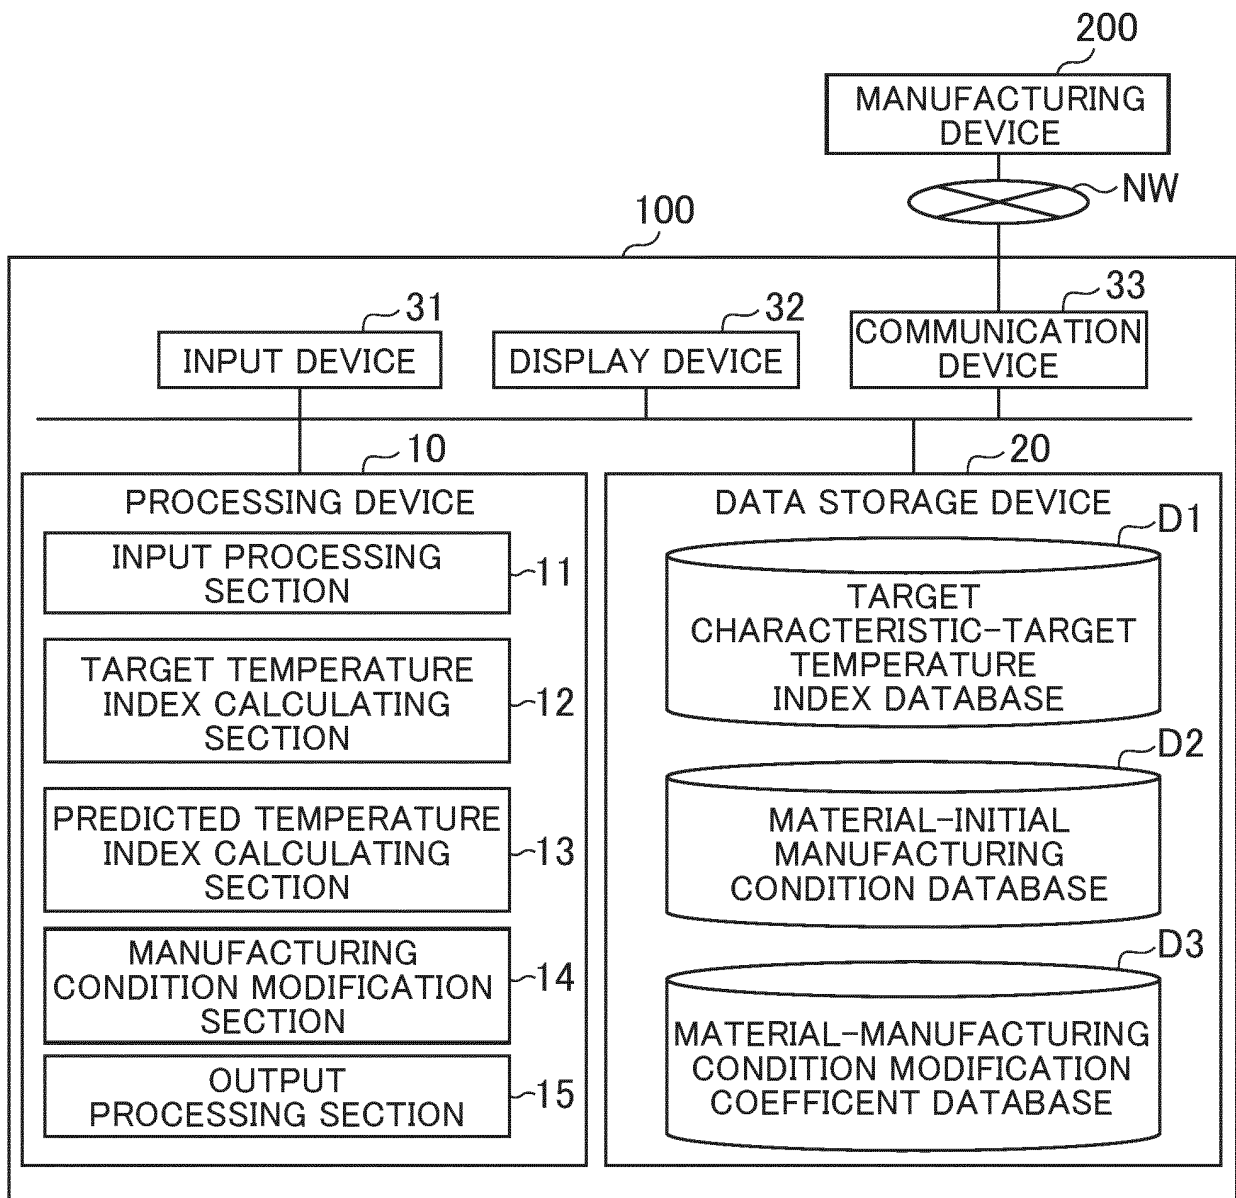 200
MANUFACTURING
DEVICE
NW
100
31
INPUT DEVICE
32
DISPLAY DEVICE
33
COMMUNICATION
DEVICE
10
PROCESSING DEVICE
INPUT PROCESSING
SECTION
11
TARGET TEMPERATURE
INDEX CALCULATING
SECTION
12
PREDICTED TEMPERATURE
INDEX CALCULATING
SECTION
13
MANUFACTURING
CONDITION MODIFICATION
SECTION
14
OUTPUT
PROCESSING SECTION
15
20
DATA STORAGE DEVICE
D1
TARGET
CHARACTERISTIC-TARGET
TEMPERATURE
INDEX DATABASE
D2
MATERIAL-INITIAL
MANUFACTURING
CONDITION DATABASE
D3
MATERIAL-MANUFACTURING
CONDITION MODIFICATION
COEFFICENT DATABASE